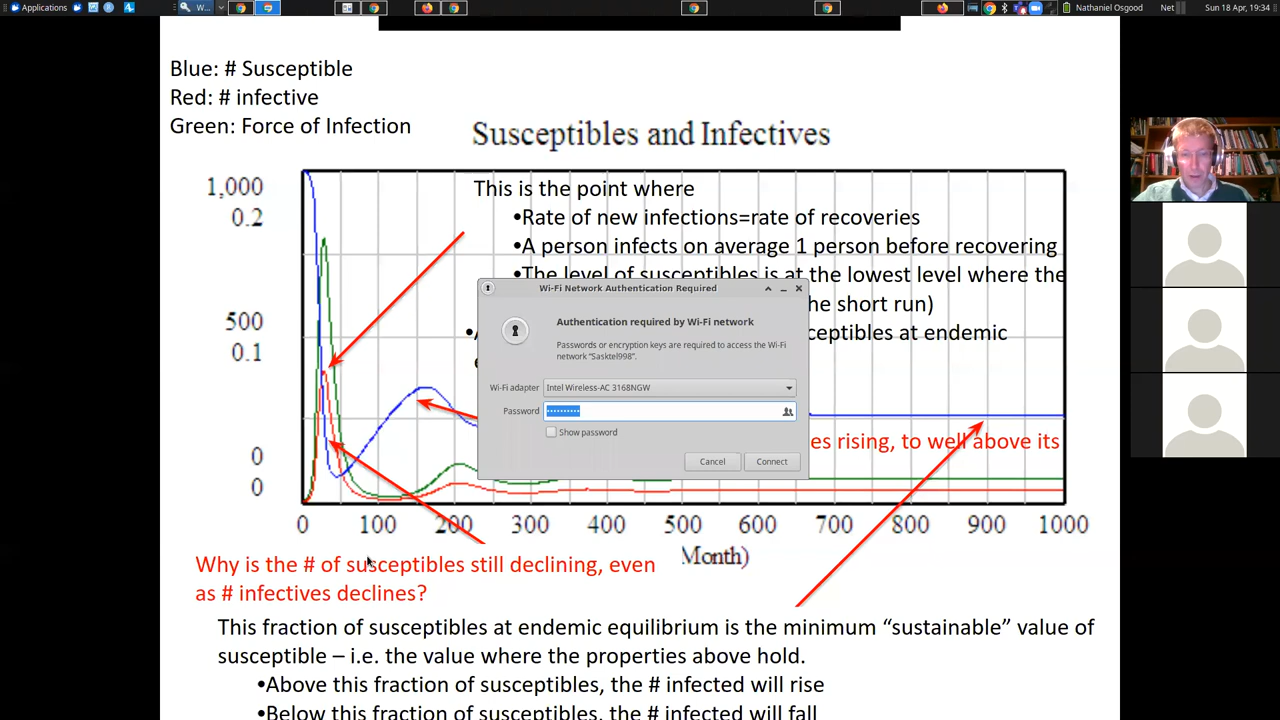 Applications
W...
Nathaniel Osgood
Net
Sun 18 Apr, 19:34
Blue: # Susceptible
Red: # infective
Green: Force of Infection
Susceptibles and Infectives
1,000
0.2
500
0.1
0
0
This is the point where
•Rate of new infections=rate of recoveries
•A person infects on average 1 person before recovering
•The level of susceptibles is at the lowest level where the
he short run)
ceptibles at endemic
Wi-Fi Network Authentication Required
Authentication required by Wi-Fi network
Passwords or encryption keys are required to access the Wi-Fi
network "Sasktel998".
Wi-Fi adapter Intel Wireless-AC 3168NGW
Password ••••••••••
Show password
Cancel Connect
es rising, to well above its
0 100 200 300 400 500 600 700 800 900 1000
Month)
Why is the # of susceptibles still declining, even
as # infectives declines?
This fraction of susceptibles at endemic equilibrium is the minimum “sustainable” value of
susceptible – i.e. the value where the properties above hold.
•Above this fraction of susceptibles, the # infected will rise
•Below this fraction of susceptibles, the # infected will fall